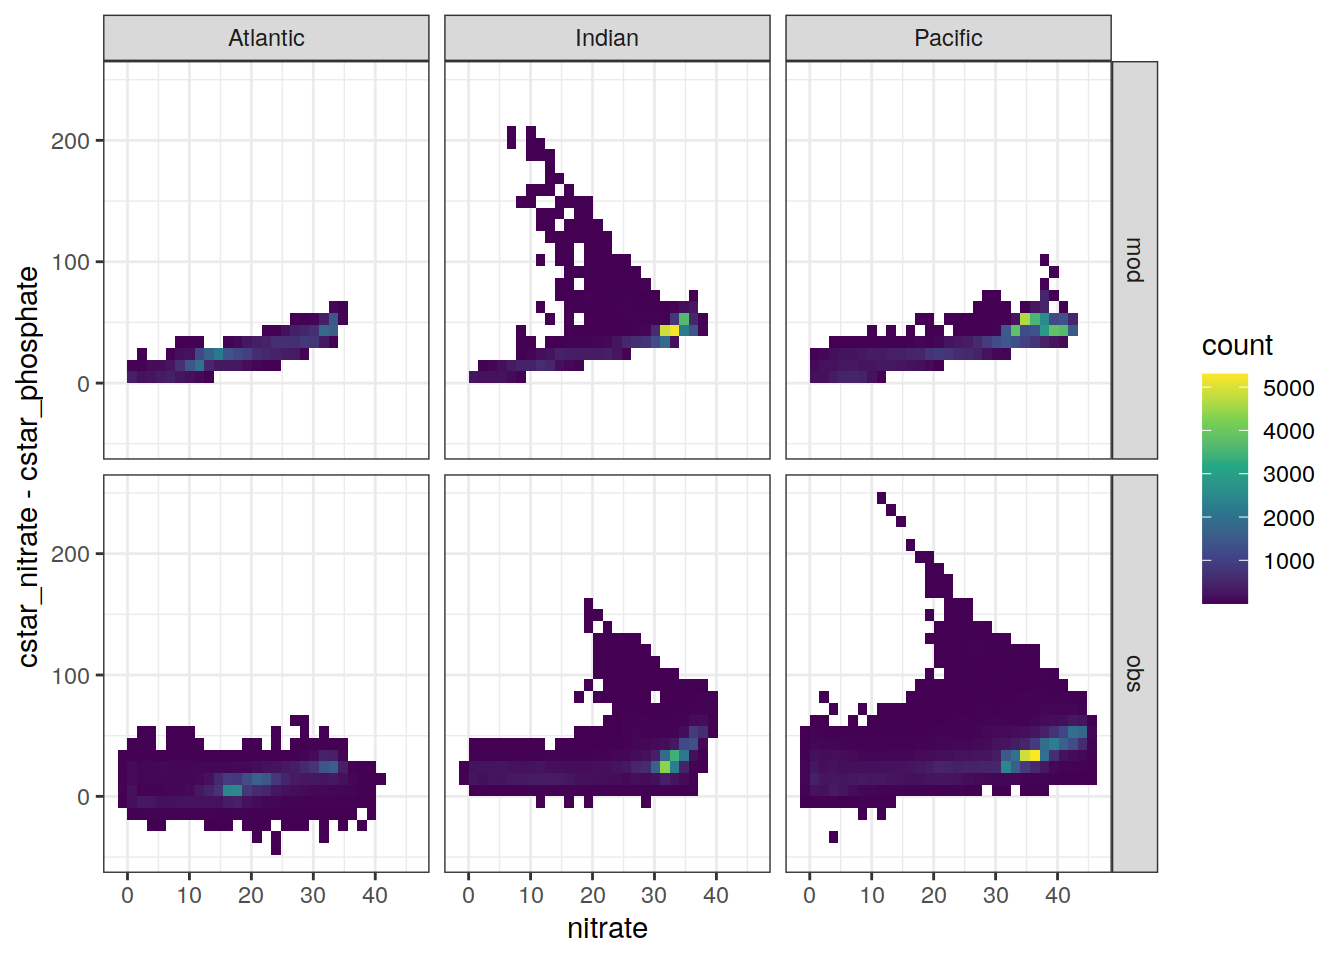 Atlantic Indian Pacific
200
100
0
mod
200
100
0
obs
cstar_nitrate - cstar_phosphate
0 10 20 30 40 0 10 20 30 40 0 10 20 30 40
nitrate
count
5000
4000
3000
2000
1000